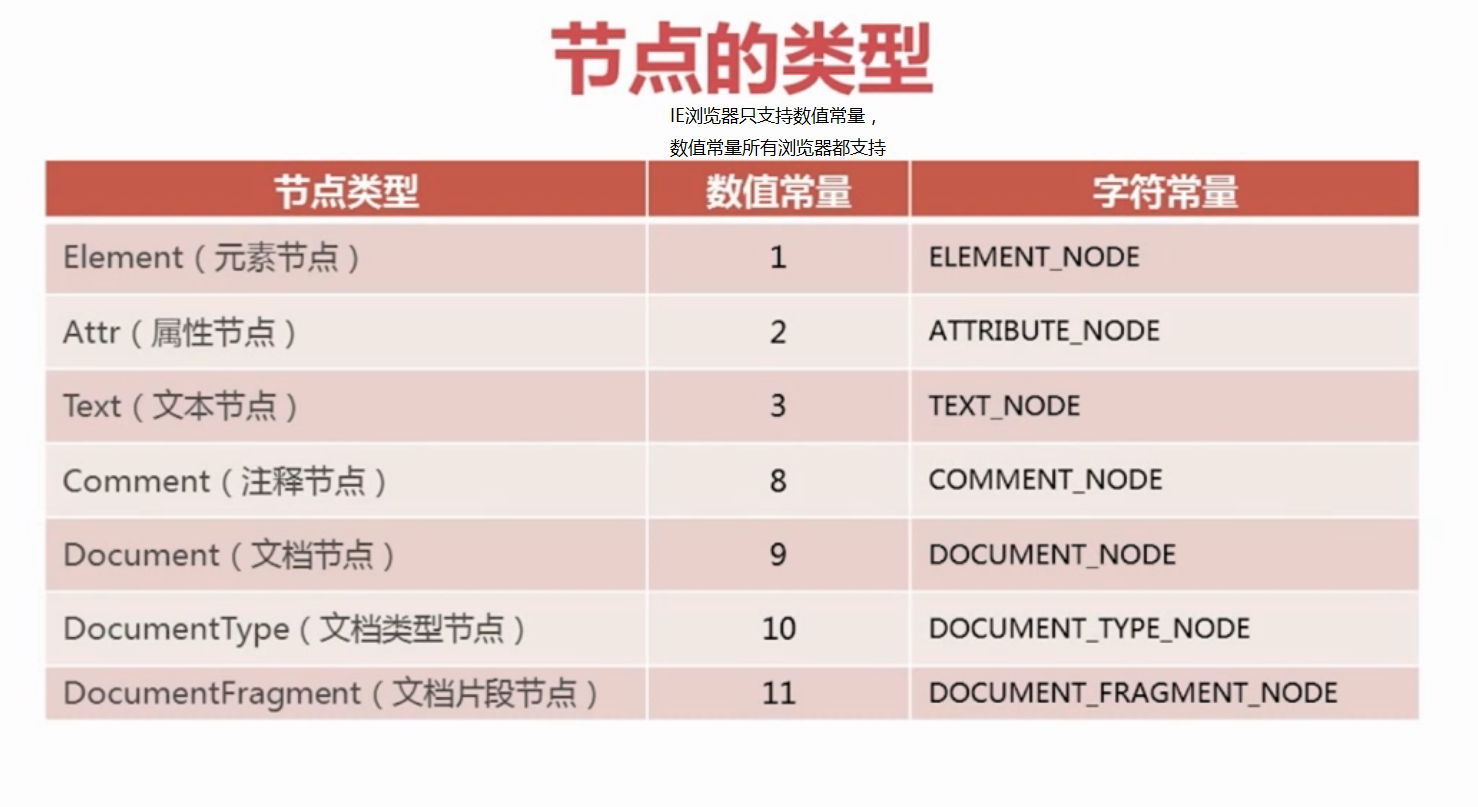 节点的类型
IE浏览器只支持数值常量，
数值常量所有浏览器都支持
节点类型 数值常量 字符常量
Element（元素节点） 1 ELEMENT_NODE
Attr（属性节点） 2 ATTRIBUTE_NODE
Text（文本节点） 3 TEXT_NODE
Comment（注释节点） 8 COMMENT_NODE
Document（文档节点） 9 DOCUMENT_NODE
DocumentType（文档类型节点） 10 DOCUMENT_TYPE_NODE
DocumentFragment（文档片段节点） 11 DOCUMENT_FRAGMENT_NODE